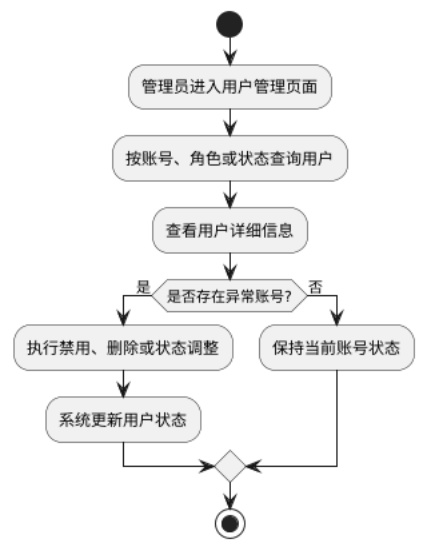 管理员进入用户管理页面
按账号、角色或状态查询用户
查看用户详细信息
是否存在异常账号？
是
否
执行禁用、删除或状态调整
保持当前账号状态
系统更新用户状态